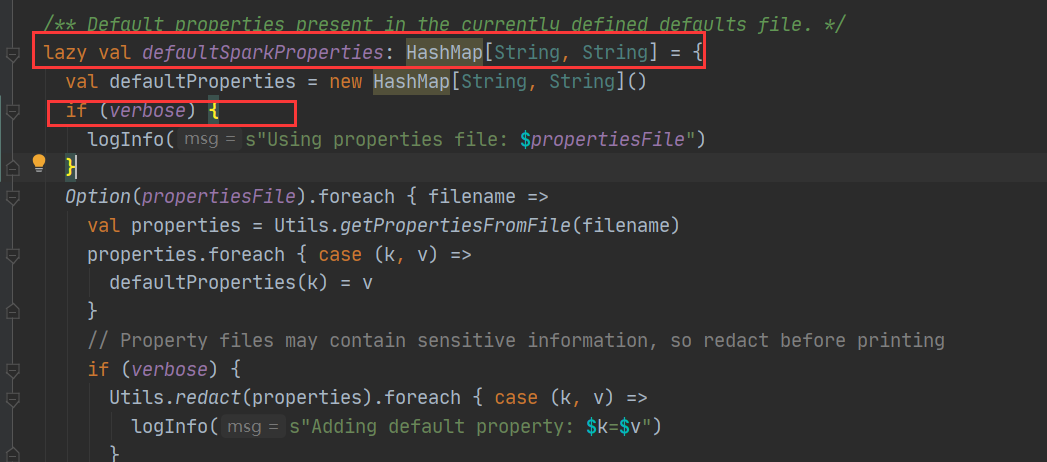 /** Default properties present in the currently defined defaults file. */
lazy val defaultSparkProperties: HashMap[String, String] = {
val defaultProperties = new HashMap[String, String]()
if (verbose) {
logInfo( msg = s"Using properties file: $propertiesFile")
}
Option(propertiesFile).foreach { filename =>
val properties = Utils.getPropertiesFromFile(filename)
properties.foreach { case (k, v) =>
defaultProperties(k) = v
}
// Property files may contain sensitive information, so redact before printing
if (verbose) {
Utils.redact(properties).foreach { case (k, v) =>
logInfo( msg = s"Adding default property: $k=$v")
}